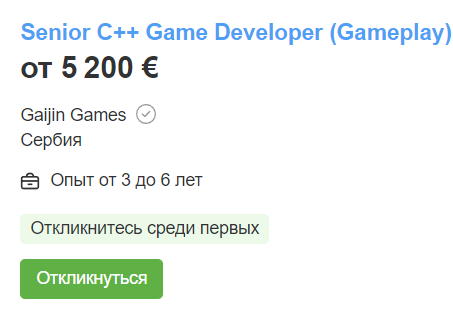 Senior C++ Game Developer (Gameplay)
от 5 200 €
Gaijin Games
Сербия
Опыт от 3 до 6 лет
Откликнитесь среди первых
Откликнуться